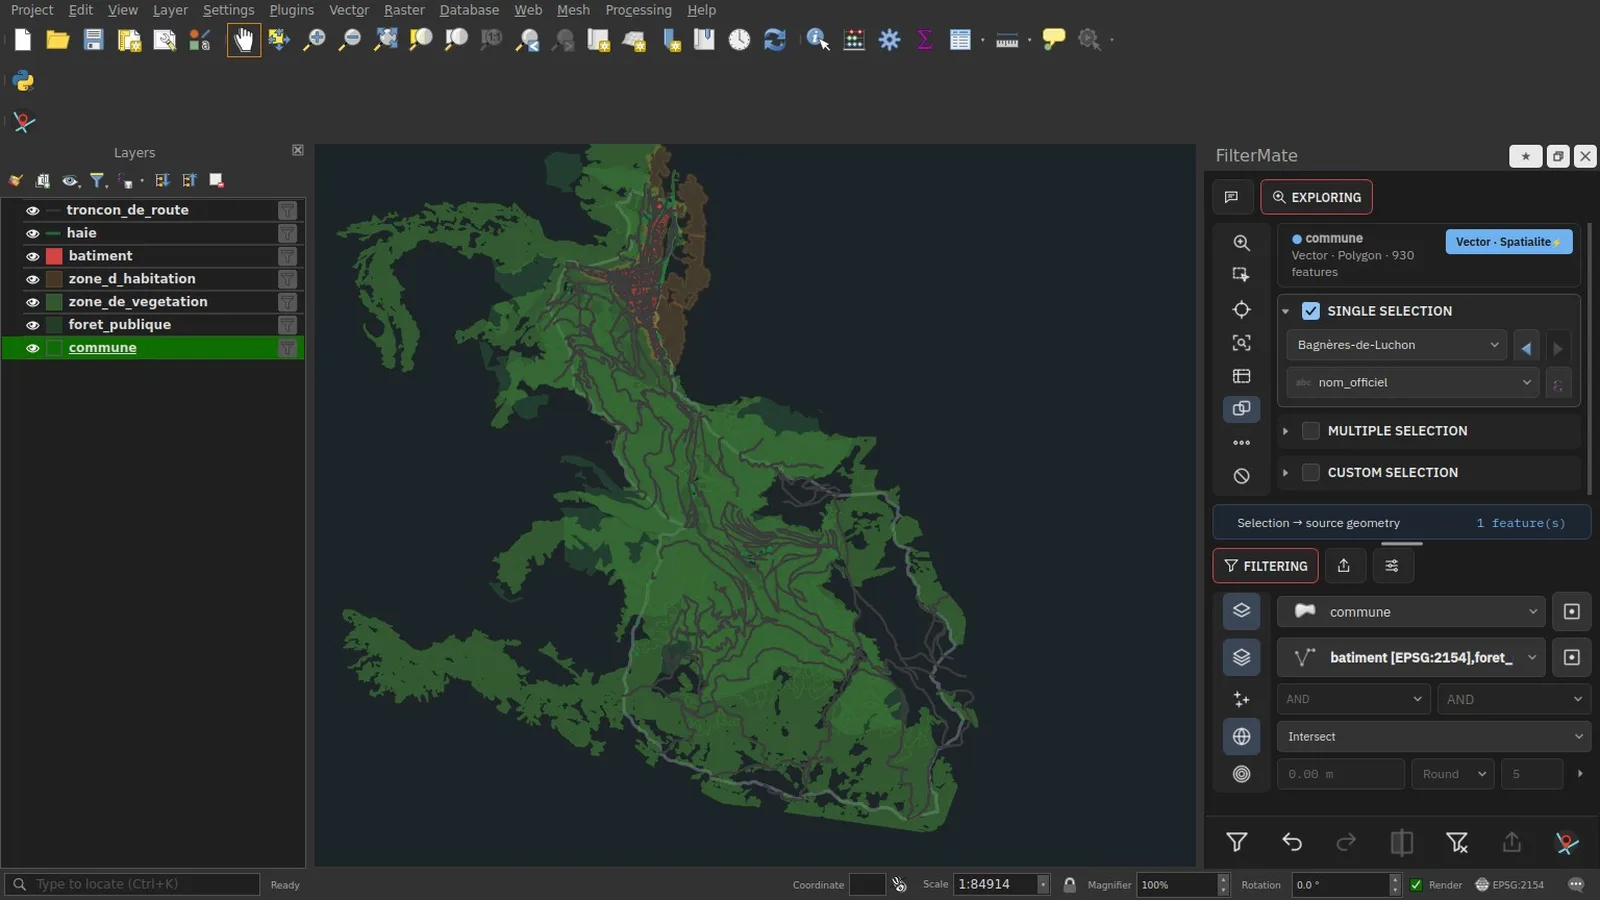 Project Edit View Layer Settings Plugins Vector Raster Database Web Mesh Processing Help
Layers
troncon_de_route
haie
batiment
zone_d_habitation
zone_de_vegetation
foret_publique
commune
FilterMate
EXPLORING
commune
Vector · Polygon · 930
features
Vector · Spatialite⚡
SINGLE SELECTION
Bagnères-de-Luchon
abc nom_officiel
MULTIPLE SELECTION
CUSTOM SELECTION
Selection → source geometry 1 feature(s)
FILTERING
commune
batiment [EPSG:2154],foret_
AND AND
Intersect
0.00 m Round 5
Type to locate (Ctrl+K) Ready Coordinate Scale 1:84914 Magnifier 100% Rotation 0.0 ° Render EPSG:2154